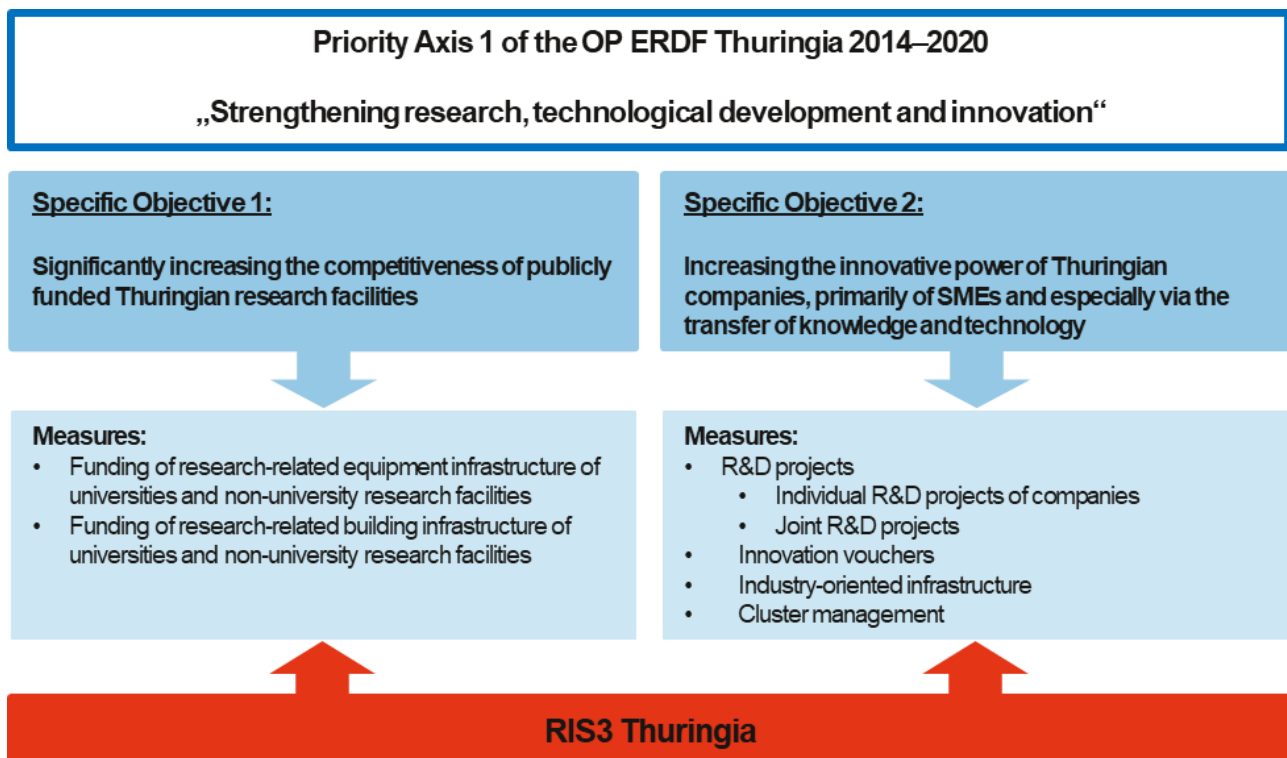 Priority Axis 1 of the OP ERDF Thuringia 2014–2020
„Strengthening research, technological development and innovation“
Specific Objective 1:
Significantly increasing the competitiveness of publicly
funded Thuringian research facilities
Specific Objective 2:
Increasing the innovative power of Thuringian
companies, primarily of SMEs and especially via the
transfer of knowledge and technology
Measures:
• Funding of research-related equipment infrastructure of
universities and non-university research facilities
• Funding of research-related building infrastructure of
universities and non-university research facilities
Measures:
• R&D projects
• Individual R&D projects of companies
• Joint R&D projects
• Innovation vouchers
• Industry-oriented infrastructure
• Cluster management
RIS3 Thuringia